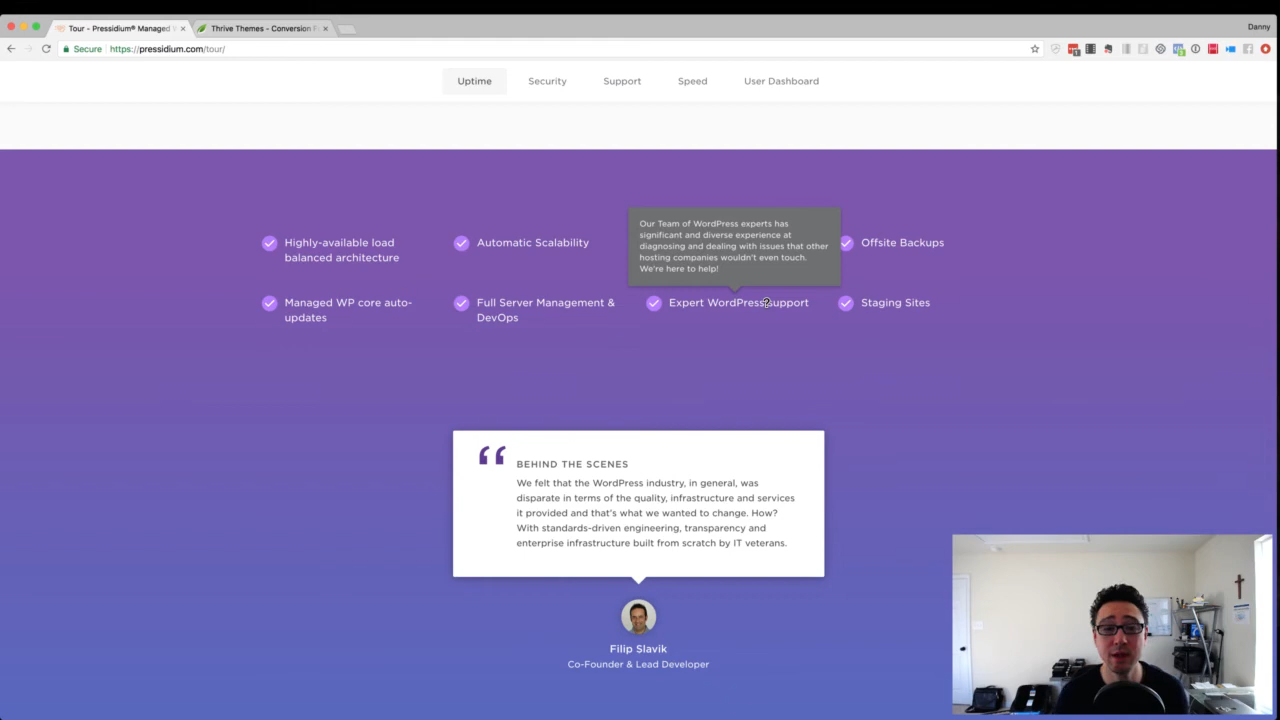 Tour - Pressidium® Managed W
Thrive Themes - Conversion F
Danny
Secure
https://pressidium.com/tour/
Uptime
Security
Support
Speed
User Dashboard
Our Team of WordPress experts has
significant and diverse experience at
diagnosing and dealing with issues that other
hosting companies wouldn't even touch.
We're here to help!
Highly-available load
balanced architecture
Automatic Scalability
Offsite Backups
Managed WP core auto-
updates
Full Server Management &
DevOps
Expert WordPress Support
Staging Sites
BEHIND THE SCENES
We felt that the WordPress industry, in general, was
disparate in terms of the quality, infrastructure and services
it provided and that's what we wanted to change. How?
With standards-driven engineering, transparency and
enterprise infrastructure built from scratch by IT veterans.
Filip Slavik
Co-Founder & Lead Developer